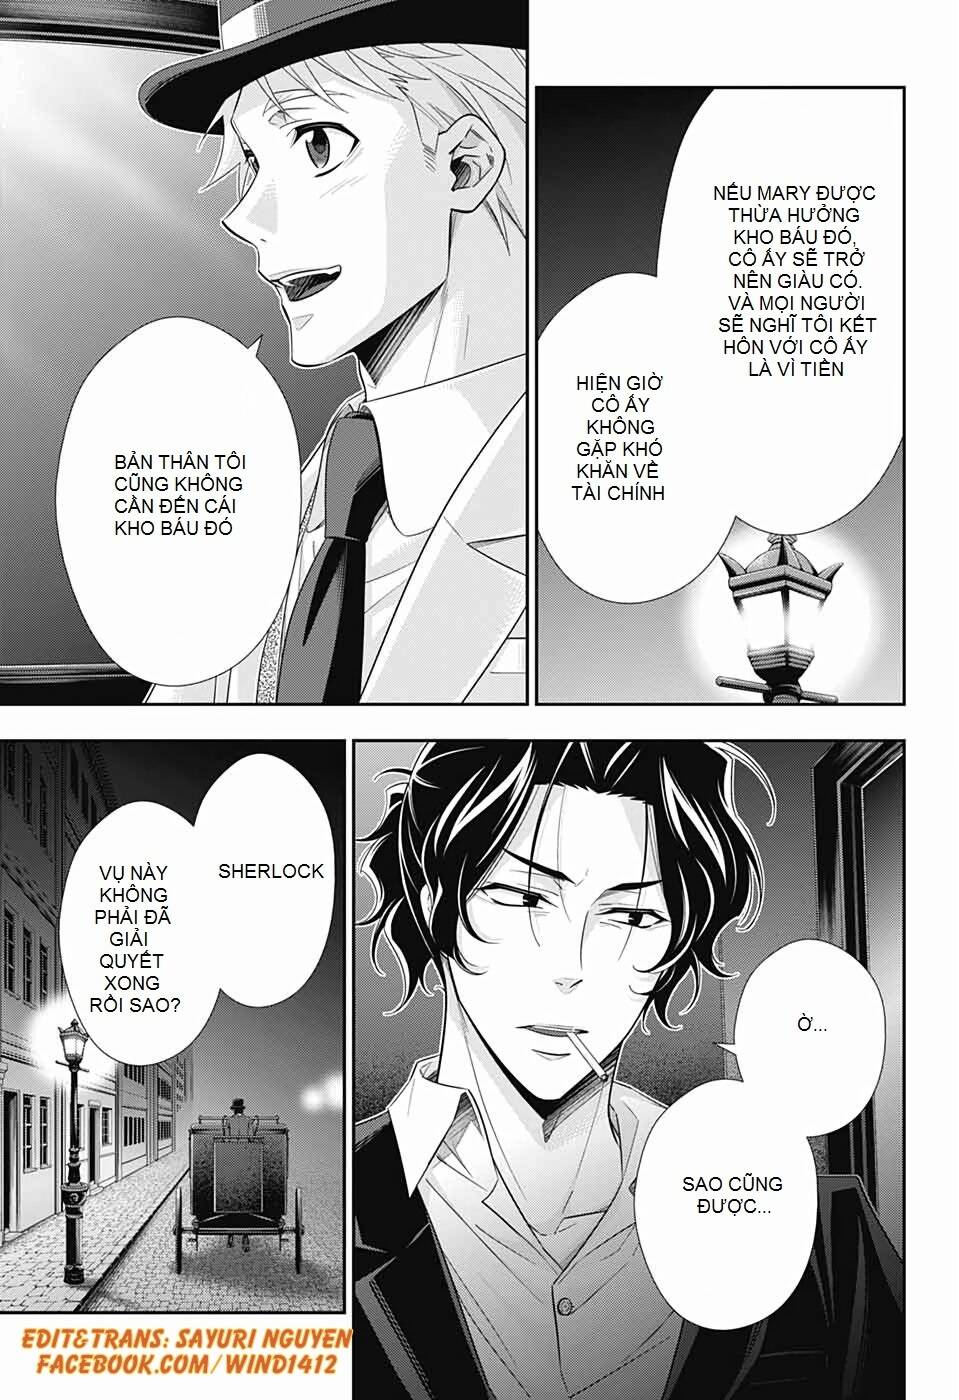 NẾU MARY ĐƯỢC
THỪA HƯỞNG
KHO BÁU ĐÓ,
CÔ ẤY SẼ TRỞ
NÊN GIÀU CÓ.
VÀ MỌI NGƯỜI
SẼ NGHĨ TÔI KẾT
HÔN VỚI CÔ ẤY
LÀ VÌ TIỀN
HIỆN GIỜ
CÔ ẤY
KHÔNG
GẶP KHÓ
KHĂN VỀ
TÀI CHÍNH
BẢN THÂN TÔI
CŨNG KHÔNG
CẦN ĐẾN CÁI
KHO BÁU ĐÓ
Ờ...
SAO CŨNG
ĐƯỢC...
SHERLOCK
VỤ NÀY
KHÔNG
PHẢI ĐÃ
GIẢI
QUYẾT
XONG
RỒI SAO?
EDIT&TRANS: SAYURI NGUYEN
FACEBOOK.COM/WIND1412